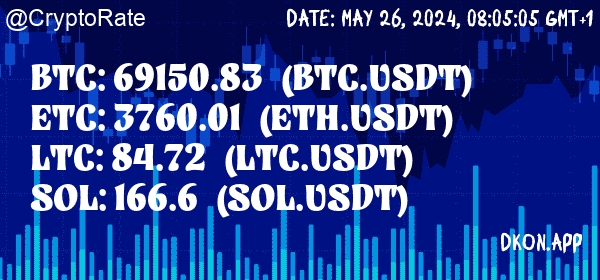 @CryptoRate
DATE: MAY 26, 2024, 08:05:05 GMT+1
BTC: 69150.83 (BTC.USDT)
ETC: 3760.01 (ETH.USDT)
LTC: 84.72 (LTC.USDT)
SOL: 166.6 (SOL.USDT)
DKON.APP